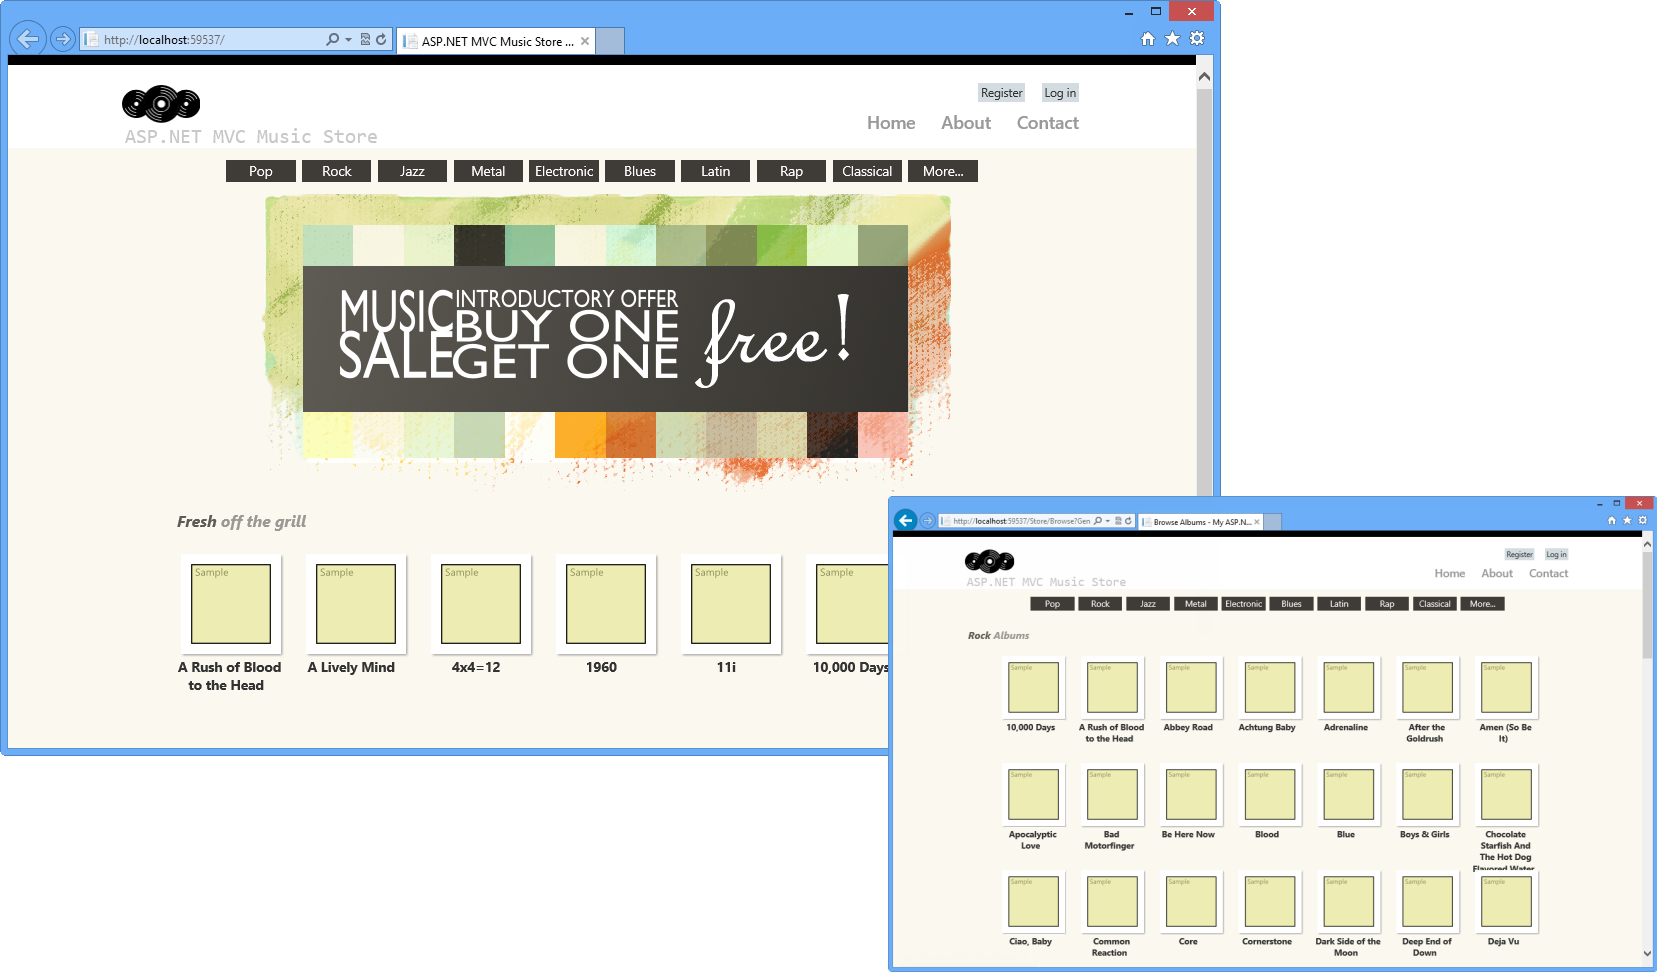 http://localhost:59537/
ASP.NET MVC Music Store ...
Register Log in
Home About Contact
ASP.NET MVC Music Store
Pop Rock Jazz Metal Electronic Blues Latin Rap Classical More...
MUSIC SALE
INTRODUCTORY OFFER
BUY ONE
GET ONE
free!
Fresh off the grill
Sample Sample Sample Sample Sample Sample
A Rush of Blood to the Head
A Lively Mind
4x4=12
1960
11i
10,000 Days
http://localhost:59537/Store/Browse?Gen
Browse Albums - My ASP.N...
Register Log in
Home About Contact
ASP.NET MVC Music Store
Pop Rock Jazz Metal Electronic Blues Latin Rap Classical More...
Rock Albums
Sample Sample Sample Sample Sample Sample Sample
10,000 Days
A Rush of Blood to the Head
Abbey Road
Achtung Baby
Adrenaline
After the Goldrush
Amen (So Be It)
Sample Sample Sample Sample Sample Sample Sample
Apocalyptic Love
Bad Motorfinger
Be Here Now
Blood
Blue
Boys & Girls
Chocolate Starfish And The Hot Dog Flavored Water
Sample Sample Sample Sample Sample Sample Sample
Ciao, Baby
Common Reaction
Core
Cornerstone
Dark Side of the Moon
Deep End of Down
Deja Vu